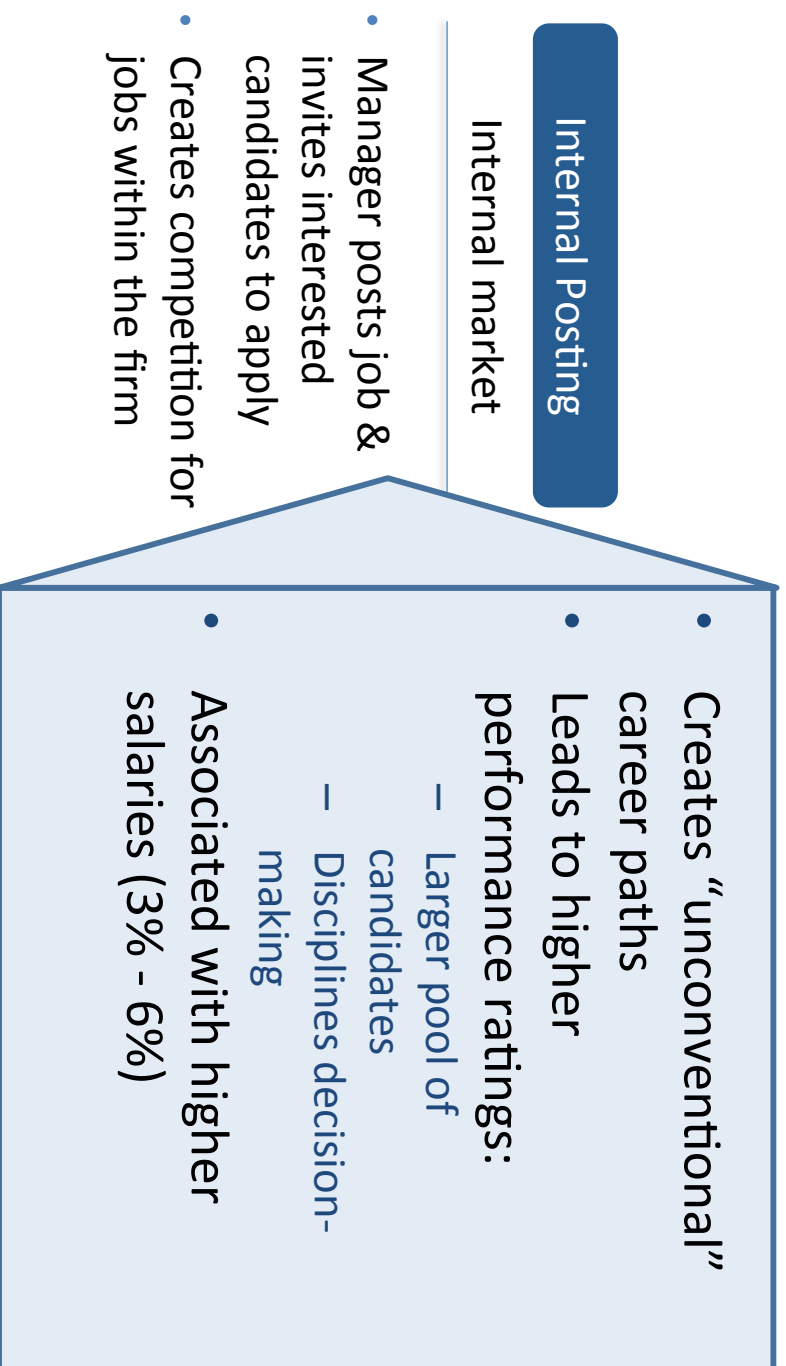 Internal Posting
Internal market
• Manager posts job &
invites interested
candidates to apply
• Creates competition for
jobs within the firm
• Creates “unconventional”
career paths
• Leads to higher
performance ratings:
– Larger pool of
candidates
– Disciplines decision-
making
• Associated with higher
salaries (3% - 6%)